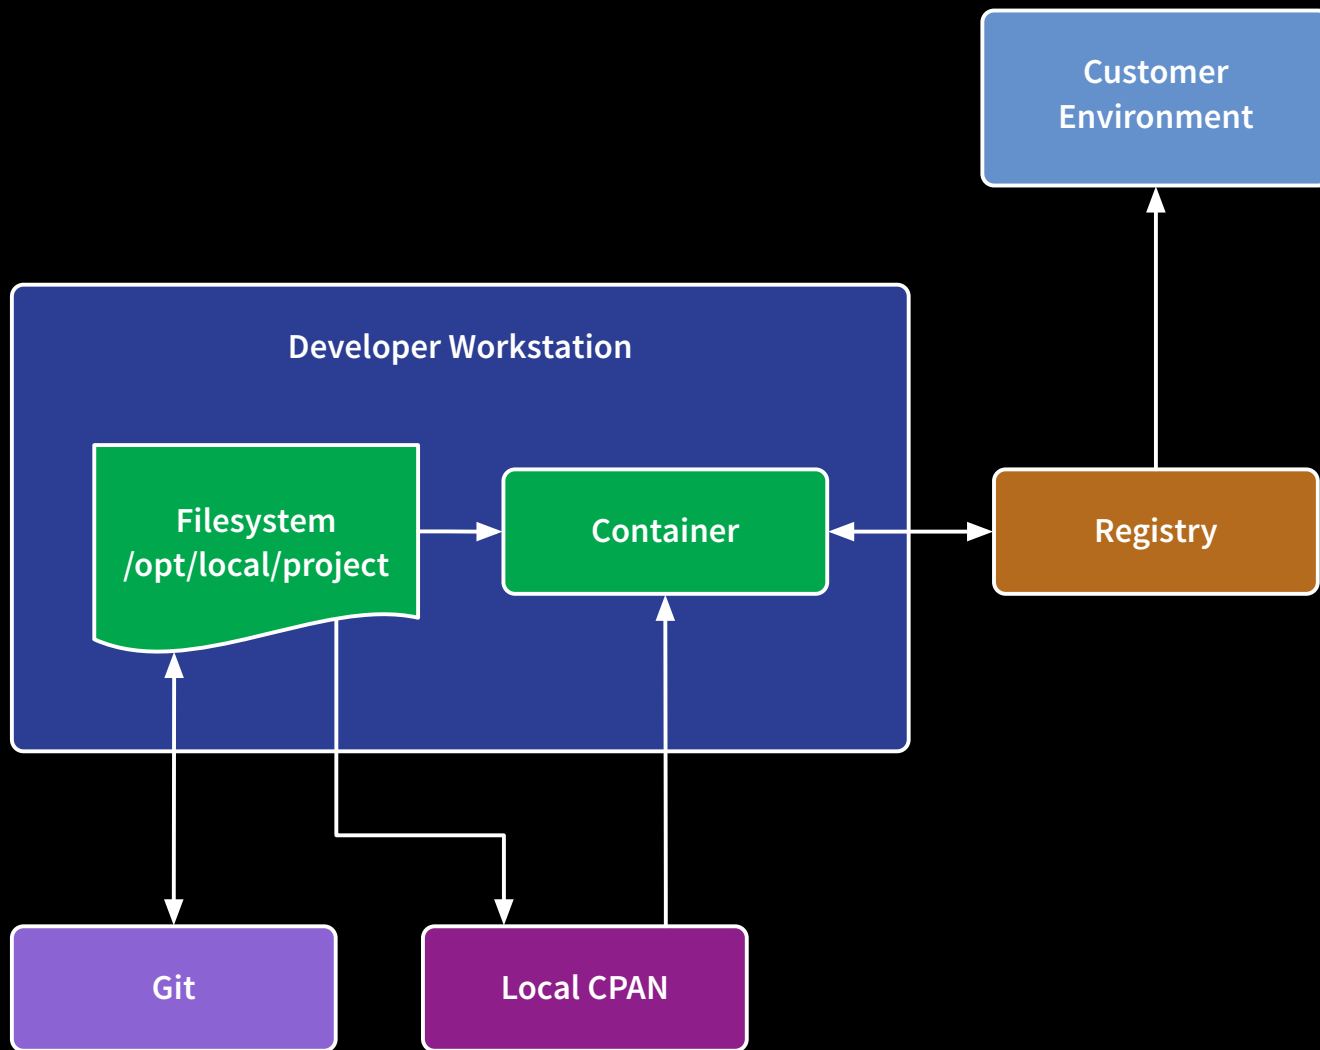 Customer
Environment
Developer Workstation
Filesystem
/opt/local/project
Container
Registry
Git
Local CPAN